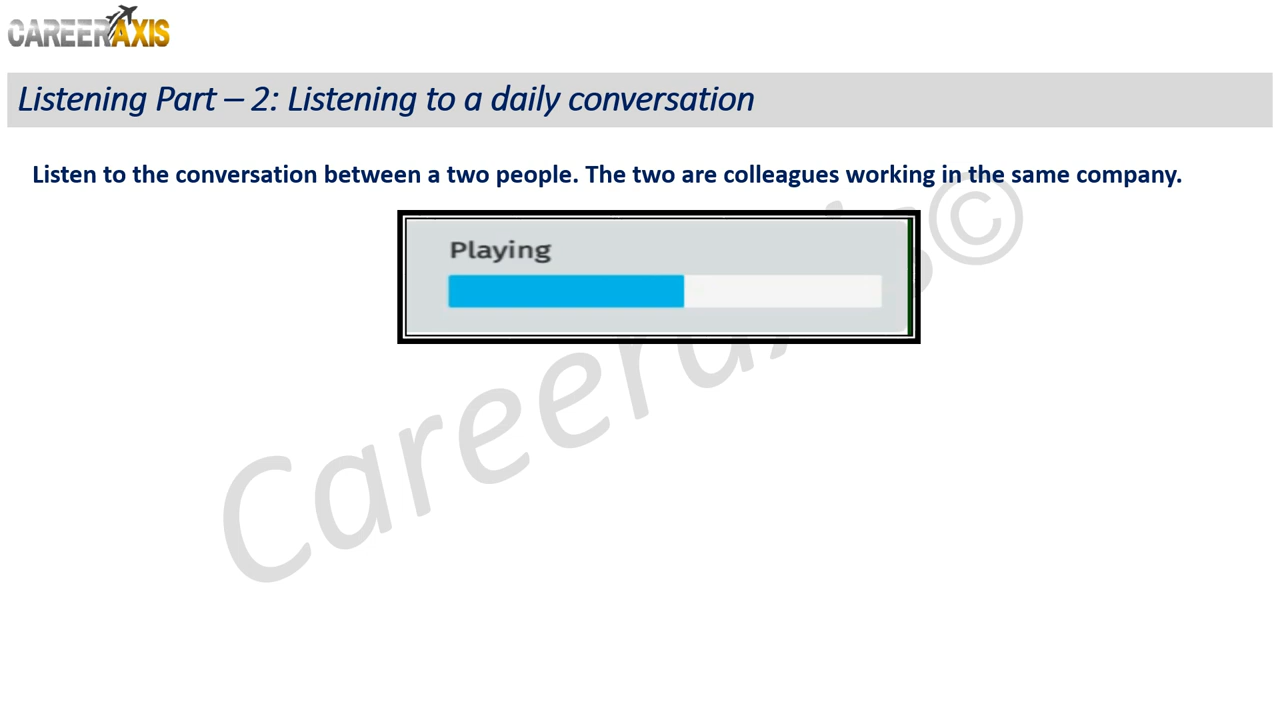 CAREERAXIS
Listening Part – 2: Listening to a daily conversation
Listen to the conversation between a two people. The two are colleagues working in the same company.
Playing
Careeraxis©